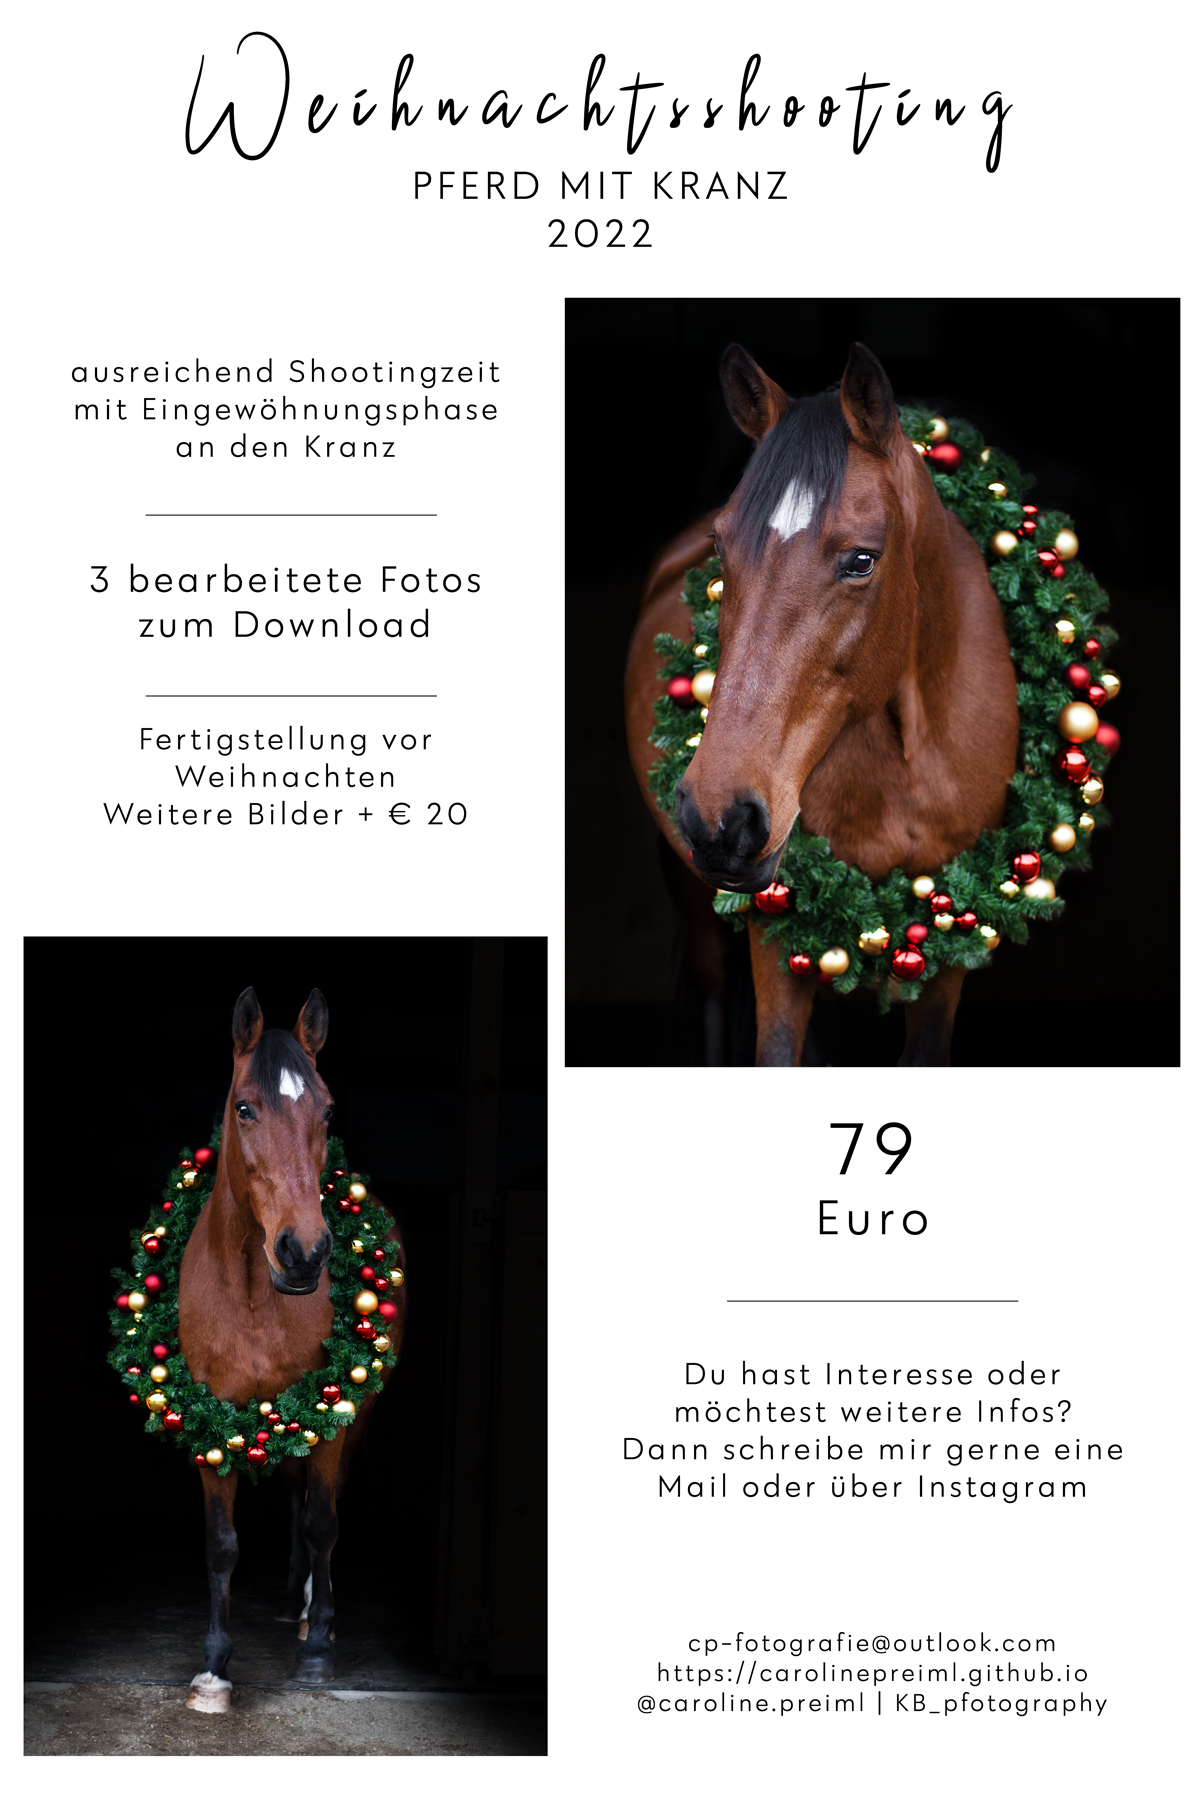 Weihnachtsshooting
PFERD MIT KRANZ
2022
ausreichend Shootingzeit
mit Eingewöhnungsphase
an den Kranz
3 bearbeitete Fotos
zum Download
Fertigstellung vor
Weihnachten
Weitere Bilder + € 20
79
Euro
Du hast Interesse oder
möchtest weitere Infos?
Dann schreibe mir gerne eine
Mail oder über Instagram
cp-fotografie@outlook.com
https://carolinepreiml.github.io
@caroline.preiml | KB_pfotography